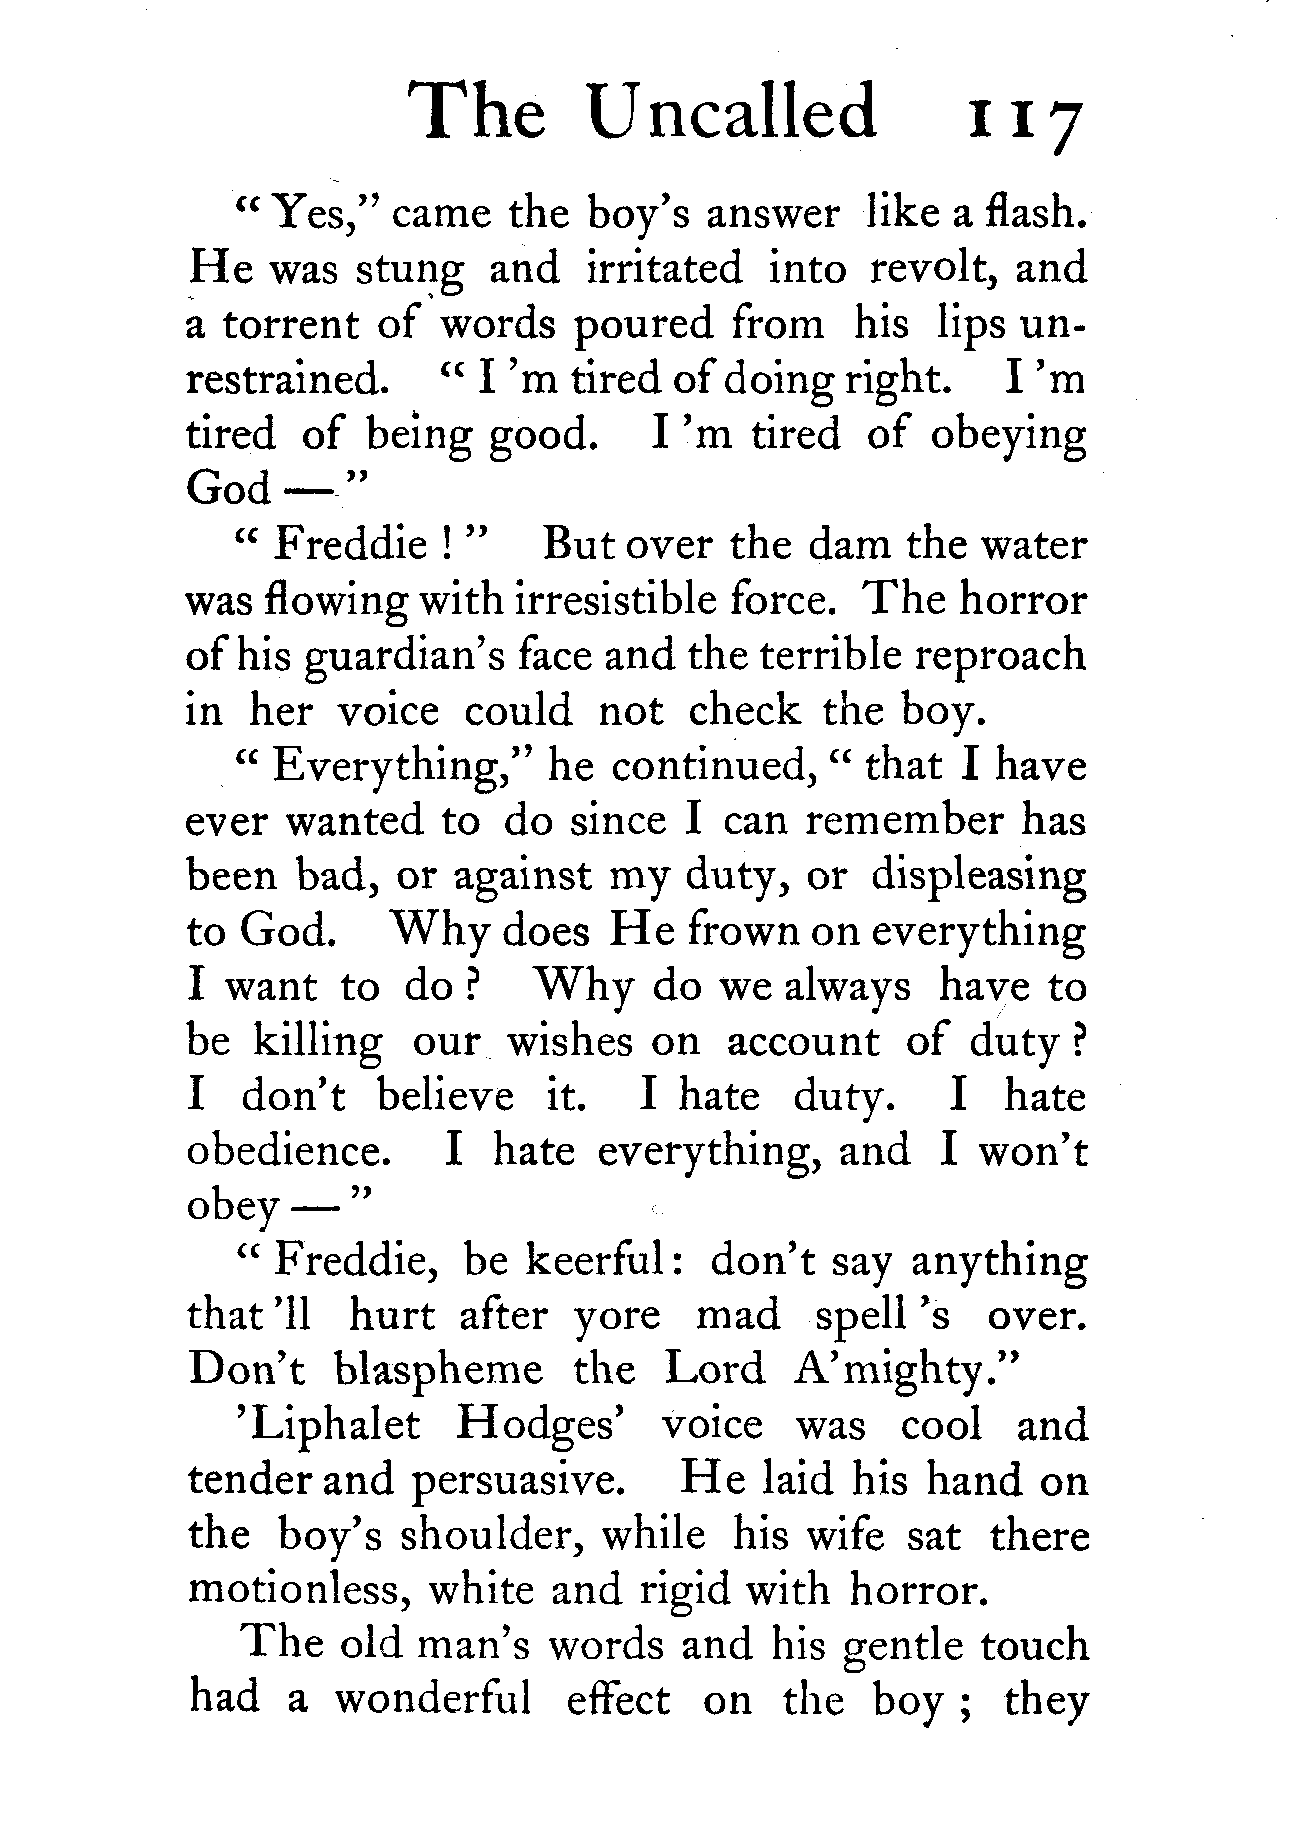 The Uncalled 117
“ Yes,” came the boy’s answer like a flash.
He was stung and irritated into revolt, and
a torrent of words poured from his lips un-
restrained. “ I ’m tired of doing right. I ’m
tired of being good. I ’m tired of obeying
God — ”
“ Freddie ! ” But over the dam the water
was flowing with irresistible force. The horror
of his guardian’s face and the terrible reproach
in her voice could not check the boy.
“ Everything,” he continued, “ that I have
ever wanted to do since I can remember has
been bad, or against my duty, or displeasing
to God. Why does He frown on everything
I want to do ? Why do we always have to
be killing our wishes on account of duty ?
I don’t believe it. I hate duty. I hate
obedience. I hate everything, and I won’t
obey — ”
“ Freddie, be keerful : don’t say anything
that ’ll hurt after yore mad spell ’s over.
Don’t blaspheme the Lord A’mighty.”
’Liphalet Hodges’ voice was cool and
tender and persuasive. He laid his hand on
the boy’s shoulder, while his wife sat there
motionless, white and rigid with horror.
The old man’s words and his gentle touch
had a wonderful effect on the boy ; they